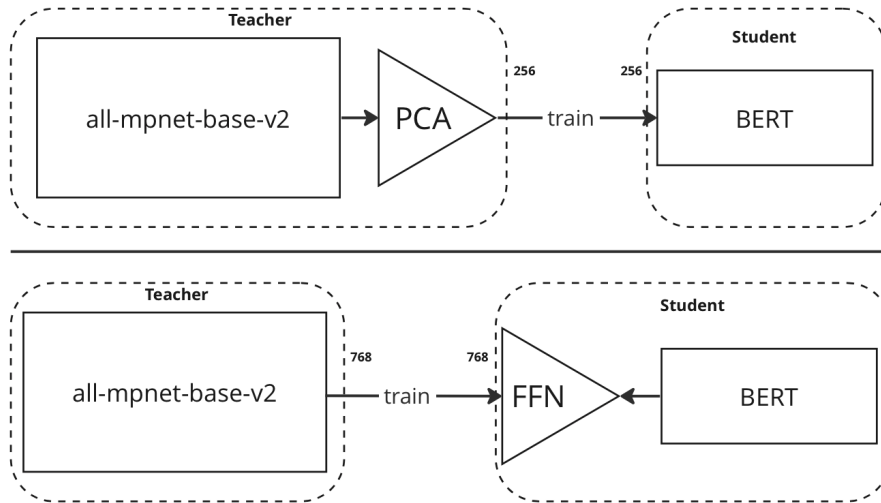 Teacher
all-mpnet-base-v2
PCA
256
train
256
Student
BERT
Teacher
all-mpnet-base-v2
768
train
768
Student
FFN
BERT